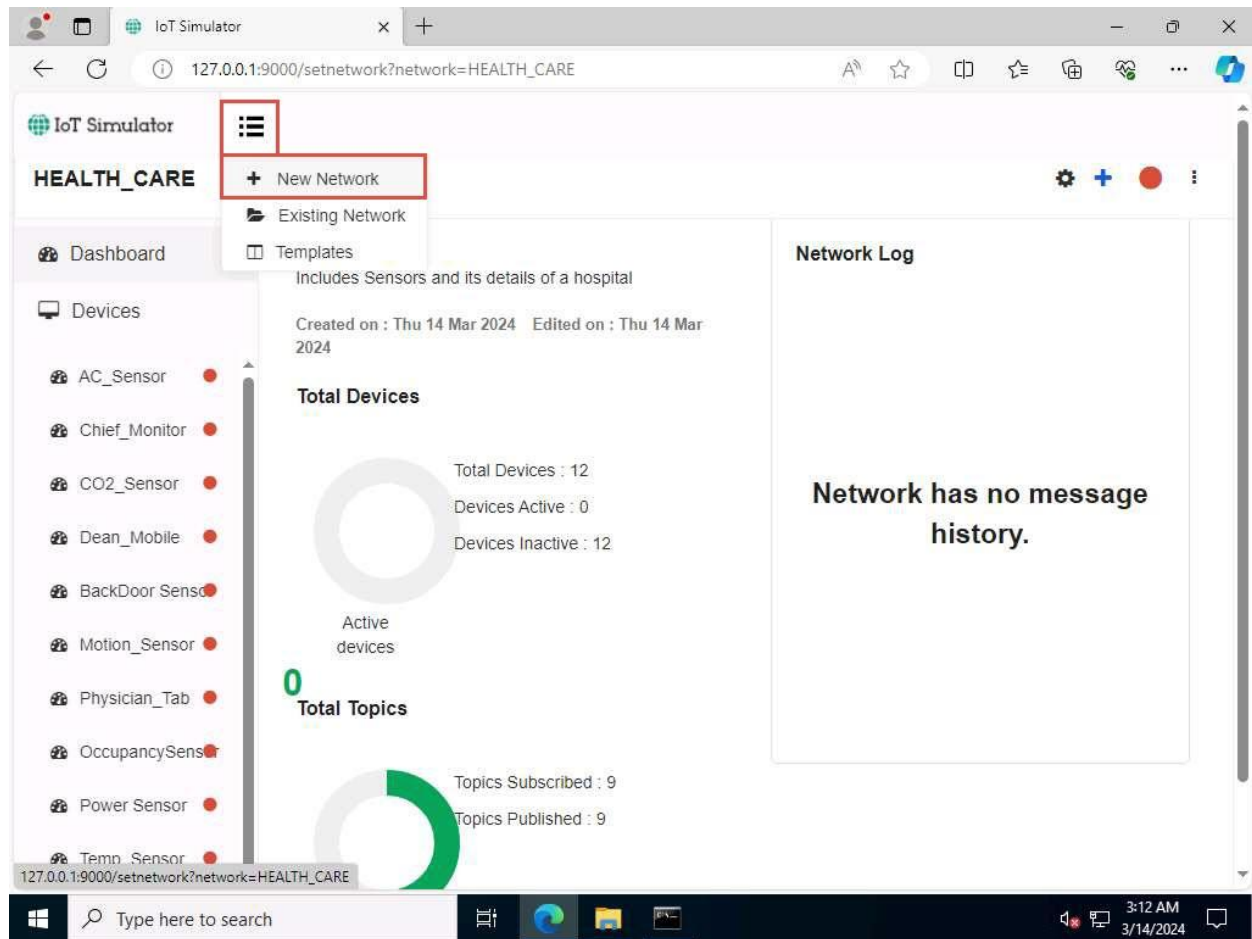 IoT Simulator
127.0.0.1:9000/setnetwork?network=HEALTH_CARE
IoT Simulator
HEALTH_CARE
New Network
Existing Network
Templates
Dashboard
Devices
AC_Sensor
Chief_Monitor
CO2_Sensor
Dean_Mobile
BackDoor Senso
Motion_Sensor
Physician_Tab
OccupancySensor
Power Sensor
Temp_Sensor
Includes Sensors and its details of a hospital
Created on : Thu 14 Mar 2024 Edited on : Thu 14 Mar
2024
Total Devices
Total Devices : 12
Devices Active : 0
Devices Inactive : 12
Active
devices
0
Total Topics
Topics Subscribed : 9
Topics Published : 9
Network Log
Network has no message
history.
127.0.0.1:9000/setnetwork?network=HEALTH_CARE
Type here to search
3:12 AM
3/14/2024